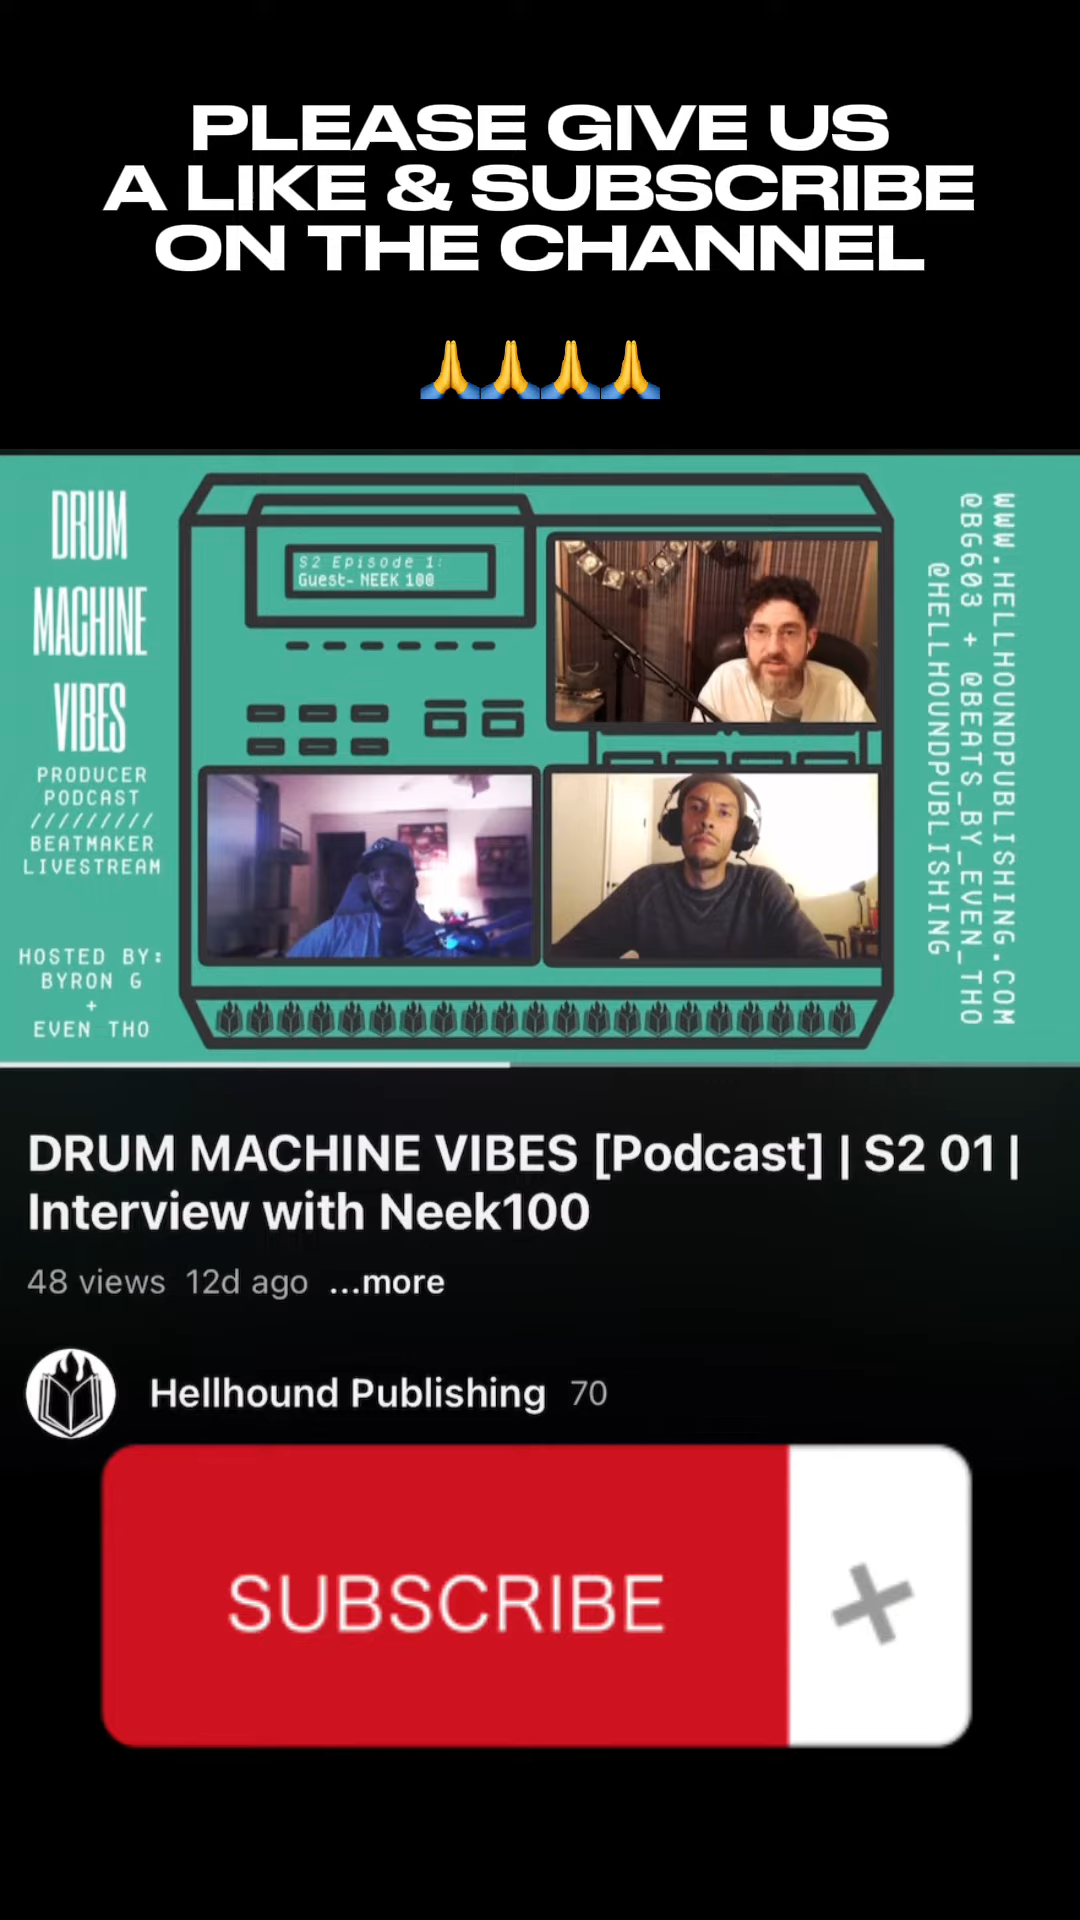 PLEASE GIVE US
A LIKE & SUBSCRIBE
ON THE CHANNEL
🙏🙏🙏🙏
DRUM
MACHINE
VIBES
PRODUCER
PODCAST
/////////
BEATMAKER
LIVESTREAM
HOSTED BY:
BYRON G
+
EVEN THO
S2 Episode 1:
Guest- NEEK 100
WWW.HELLHOUNDPUBLISHING.COM
@BG603 + @BEATS_BY_EVEN_THO
@HELLHOUNDPUBLISHING
DRUM MACHINE VIBES [Podcast] | S2 01 |
Interview with Neek100
48 views 12d ago ...more
Hellhound Publishing 70
SUBSCRIBE